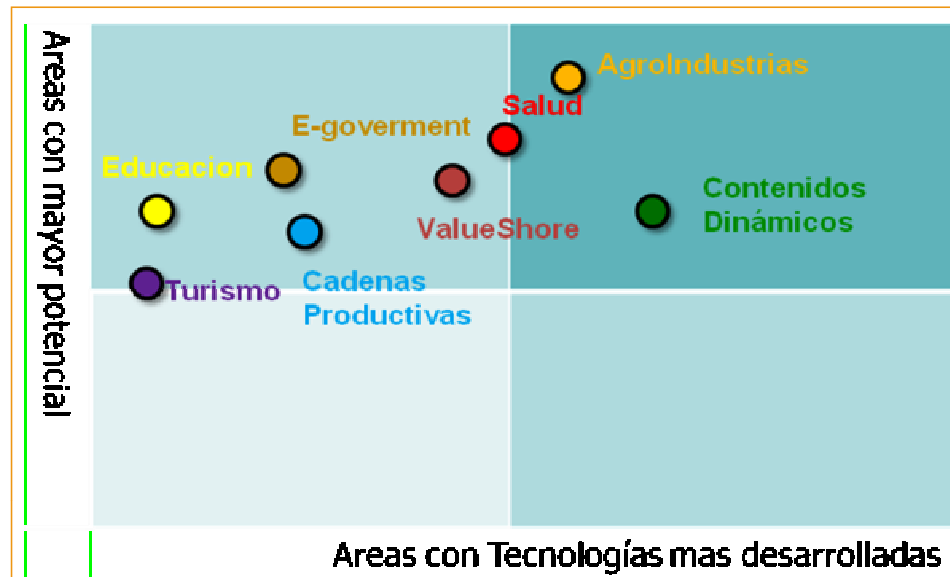 Areas con mayor potencial
AgroIndustrias
Salud
E-goverment
Educacion
Contenidos
Dinámicos
ValueShore
Turismo
Cadenas
Productivas
Areas con Tecnologías mas desarrolladas